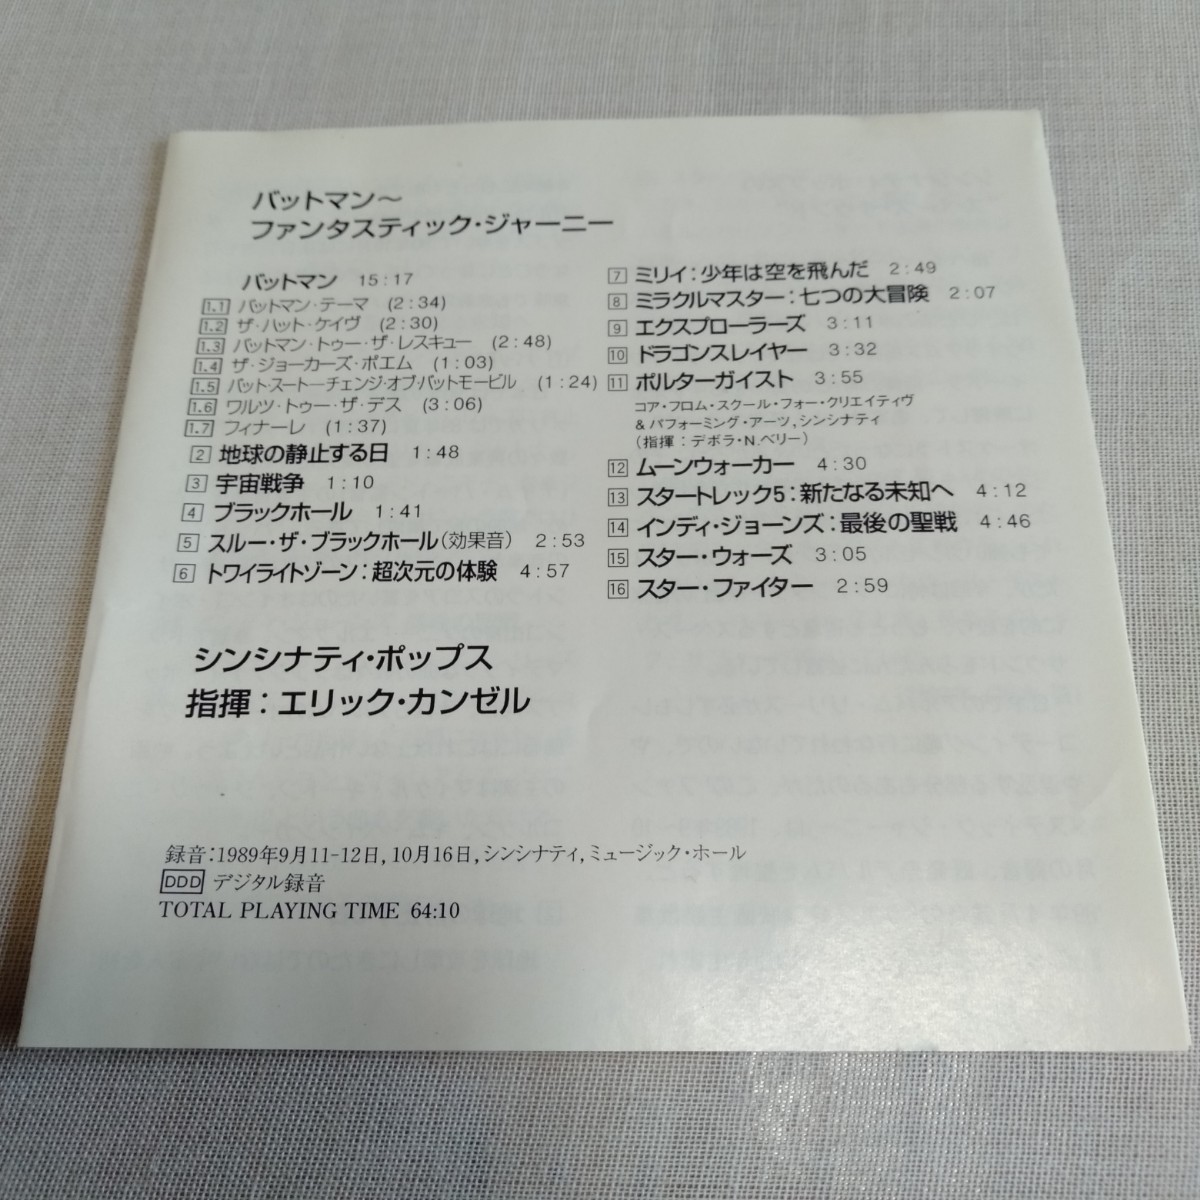 バットマン〜
ファンタスティック・ジャーニー
バットマン 15:17
1.1 バットマン・テーマ (2:34)
1.2 ザ・ハット・ケイヴ (2:30)
1.3 バットマン・トゥー・ザ・レスキュー (2:48)
1.4 ザ・ジョーカーズ・ポエム (1:03)
1.5 バット・スートーチェンジ・オブ・バットモービル (1:24)
1.6 ワルツ・トゥー・ザ・デス (3:06)
1.7 フィナーレ (1:37)
2 地球の静止する日 1:48
3 宇宙戦争 1:10
4 ブラックホール 1:41
5 スルー・ザ・ブラックホール(効果音) 2:53
6 トワイライトゾーン:超次元の体験 4:57
7 ミリイ:少年は空を飛んだ 2:49
8 ミラクルマスター:七つの大冒険 2:07
9 エクスプローラーズ 3:11
10 ドラゴンスレイヤー 3:32
11 ポルターガイスト 3:55
コア・フロム・スクール・フォー・クリエイティヴ
&パフォーミング・アーツ,シンシナティ
(指揮:デボラ・N.ベリー)
12 ムーンウォーカー 4:30
13 スタートレック5:新たなる未知へ 4:12
14 インディ・ジョーンズ:最後の聖戦 4:46
15 スター・ウォーズ 3:05
16 スター・ファイター 2:59
シンシナティ・ポップス
指揮:エリック・カンゼル
録音:1989年9月11-12日,10月16日,シンシナティ,ミュージック・ホール
DDD デジタル録音
TOTAL PLAYING TIME 64:10